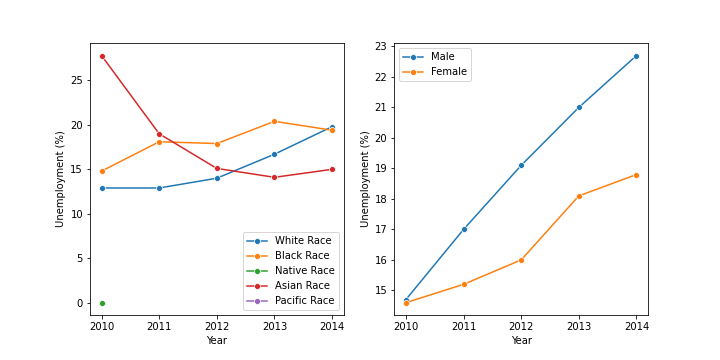 Unemployment (%)
25
20
15
10
5
0
2010 2011 2012 2013 2014
Year
White Race
Black Race
Native Race
Asian Race
Pacific Race
Unemployment (%)
23
22
21
20
19
18
17
16
15
2010 2011 2012 2013 2014
Year
Male
Female